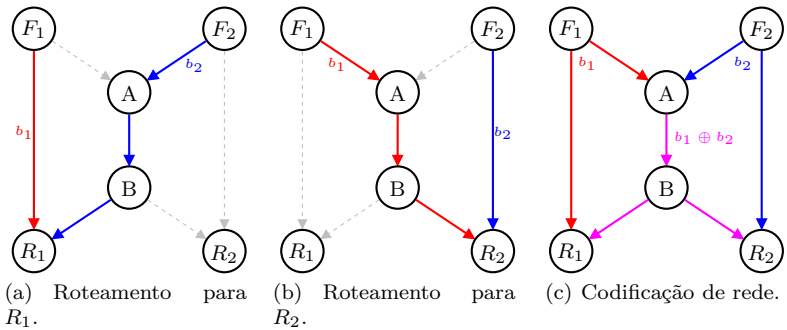 F₁ F₂ F₁ F₂ F₁ F₂
b₂ b₁ b₁ b₂
A A A
b₁ b₂ b₁ ⊕ b₂
B B B
R₁ R₂ R₁ R₂ R₁ R₂
(a) Roteamento para R₁.
(b) Roteamento para R₂.
(c) Codificação de rede.